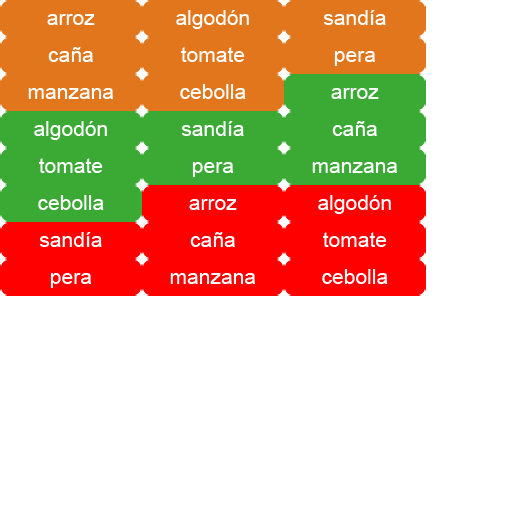 arroz algodón sandía
caña tomate pera
manzana cebolla arroz
algodón sandía caña
tomate pera manzana
cebolla arroz algodón
sandía caña tomate
pera manzana cebolla